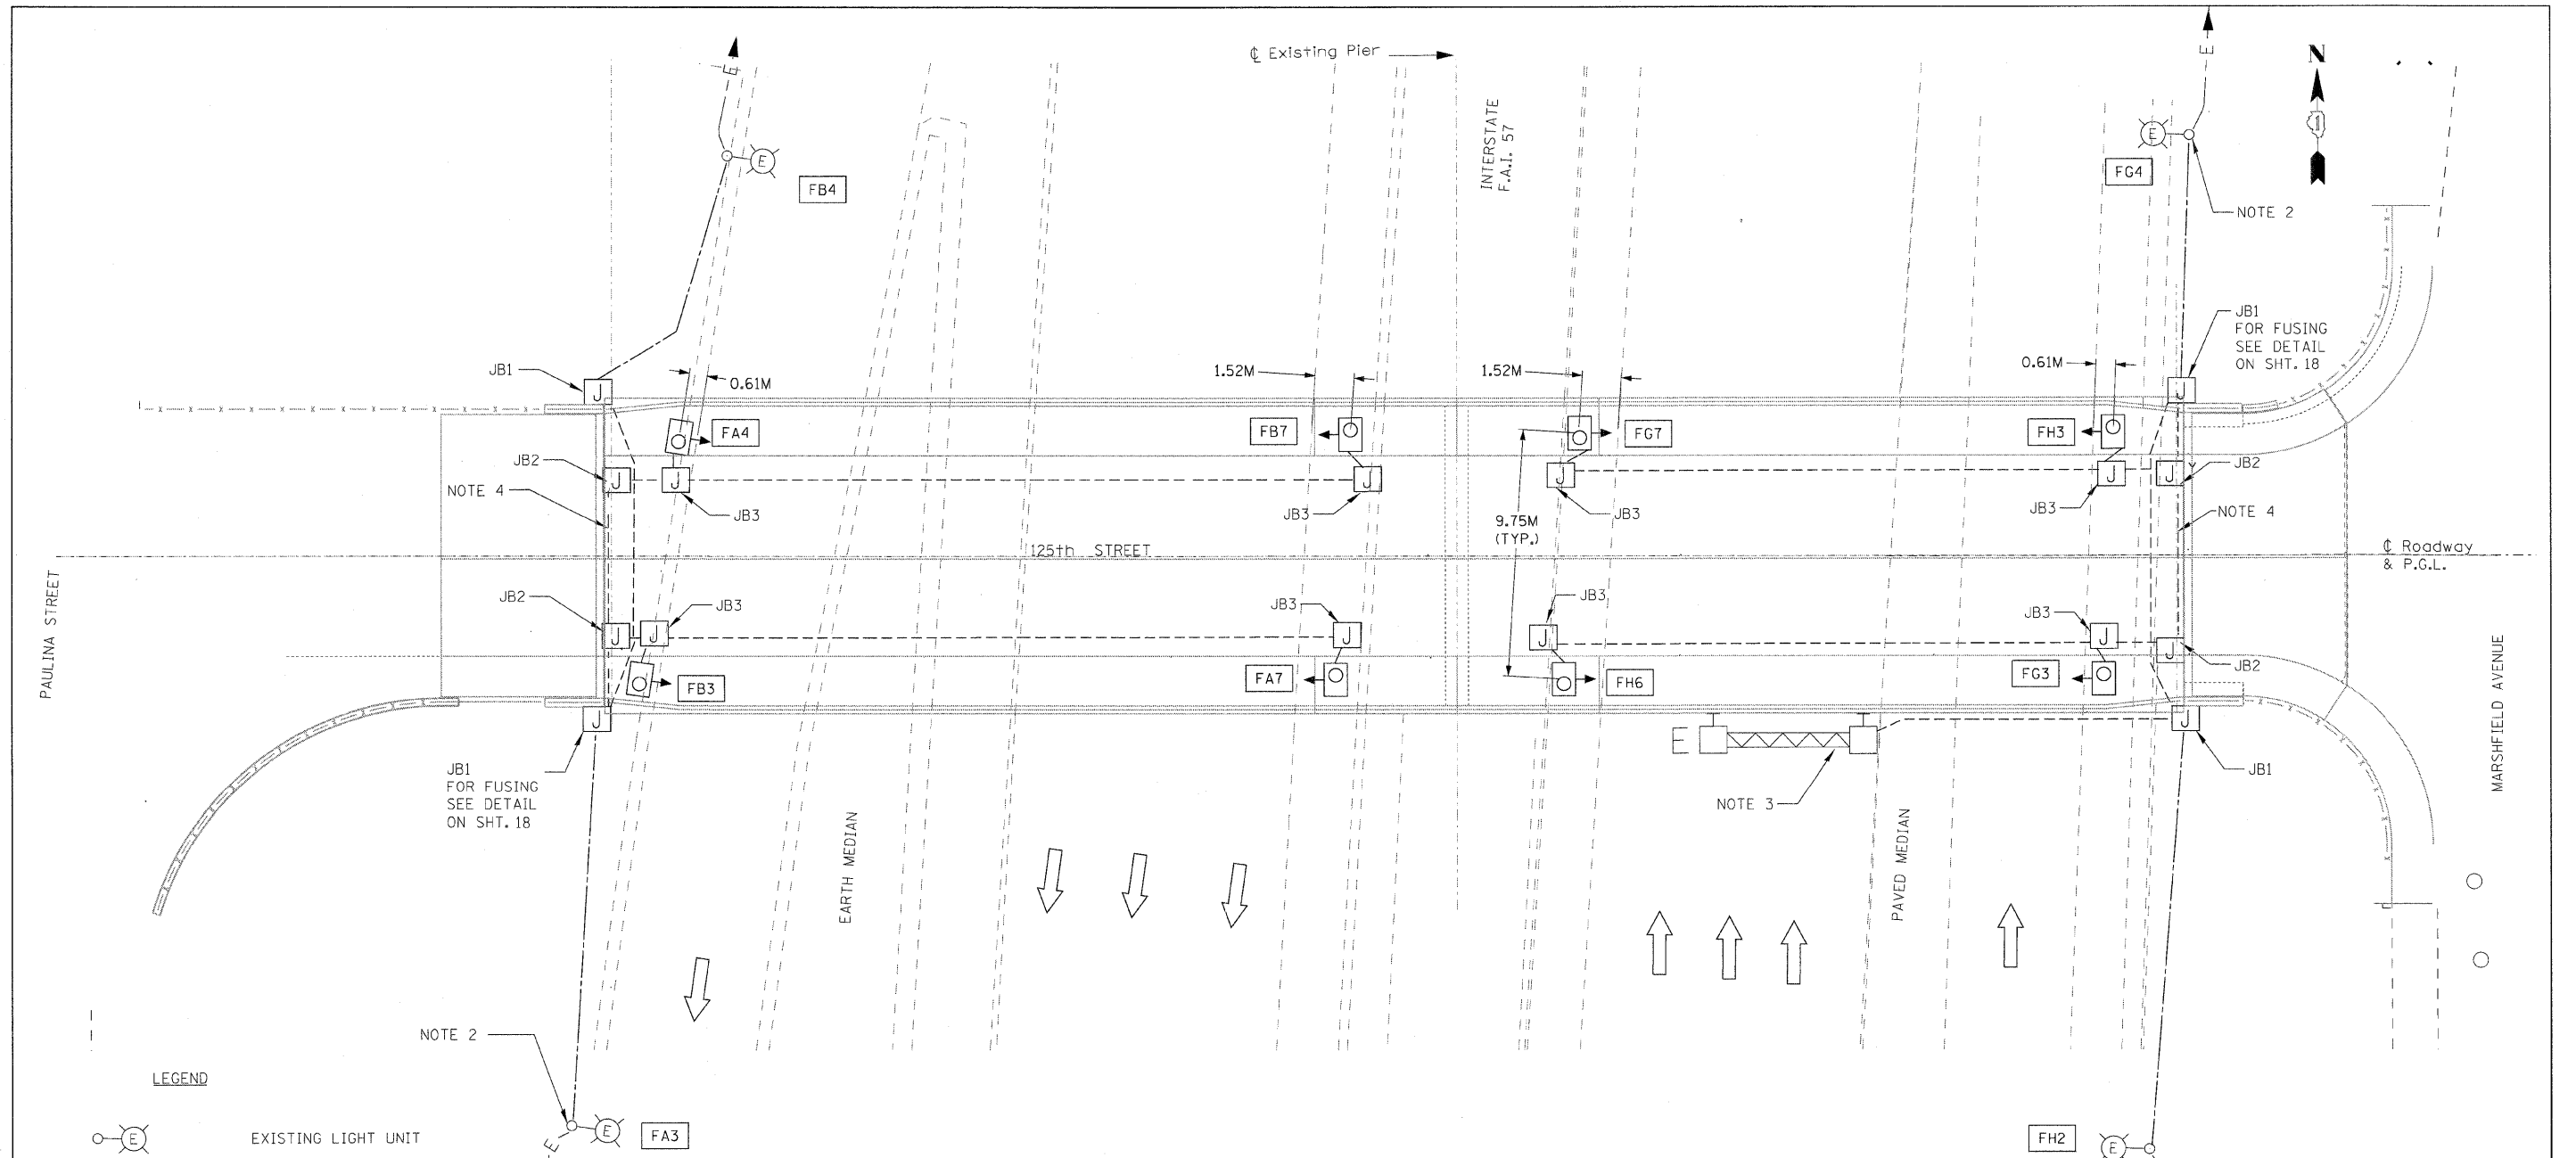 ℄ Existing Pier
E
E
N
1
INTERSTATE
F.A.I. 57
E
FB4
E
FG4
NOTE 2
JB1
FOR FUSING
SEE DETAIL
ON SHT. 18
JB1
J
0.61M
1.52M
1.52M
0.61M
J
FA4
FB7
FG7
FH3
JB2
J
J
J
J
J
J
JB2
NOTE 4
JB3
JB3
JB3
JB3
NOTE 4
9.75M
(TYP.)
125th STREET
℄ Roadway
& P.G.L.
PAULINA STREET
JB2
J
J
JB3
JB3
J
J
JB3
JB3
J
J
JB2
FB3
FA7
FH6
FG3
MARSHFIELD AVENUE
J
E
J
JB1
JB1
FOR FUSING
SEE DETAIL
ON SHT. 18
NOTE 3
EARTH MEDIAN
PAVED MEDIAN
NOTE 2
LEGEND
E
EXISTING LIGHT UNIT
E
E
FA3
FH2
E